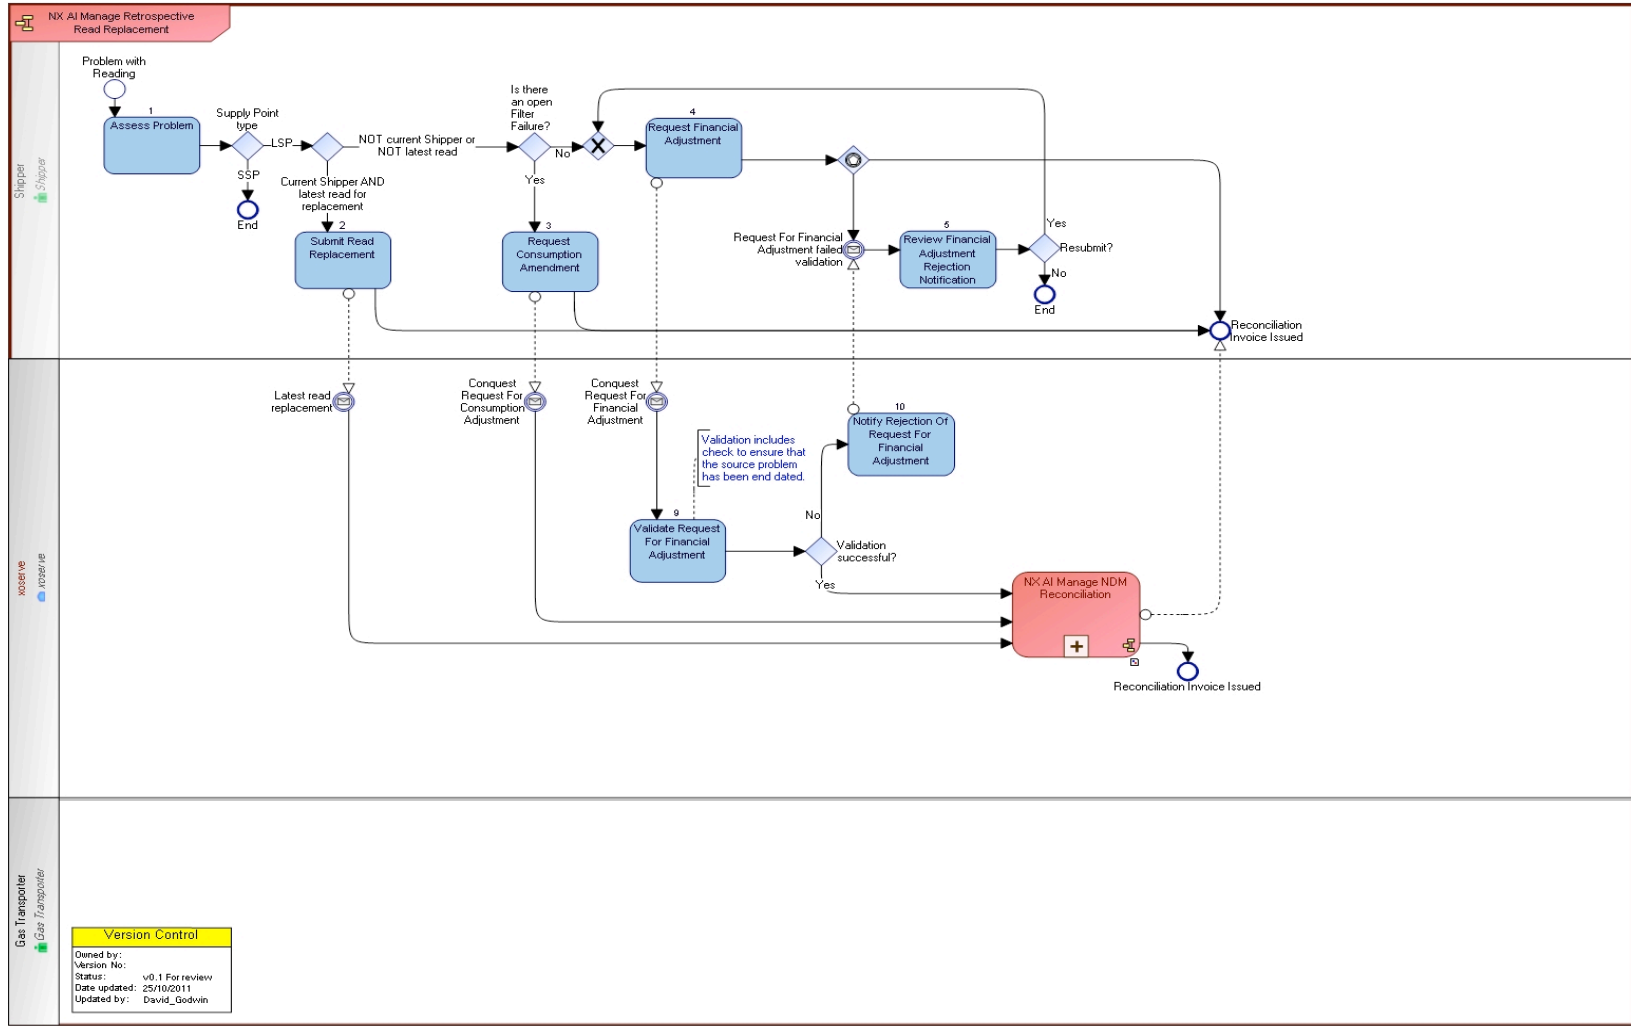 NX AI Manage Retrospective
Read Replacement
Shipper
Shipper
Problem with
Reading
1
Assess Problem
Supply Point
type
LSP
SSP
End
Current Shipper AND
latest read for
replacement
NOT current Shipper or
NOT latest read
Is there
an open
Filter
Failure?
No
Yes
2
Submit Read
Replacement
3
Request
Consumption
Amendment
4
Request Financial
Adjustment
Request For Financial
Adjustment failed
validation
5
Review Financial
Adjustment
Rejection
Notification
Yes
Resubmit?
No
End
Reconciliation
Invoice Issued
xoserve
xoserve
Latest read
replacement
Conquest
Request For
Consumption
Adjustment
Conquest
Request For
Financial
Adjustment
Validation includes
check to ensure that
the source problem
has been end dated.
9
Validate Request
For Financial
Adjustment
No
Validation
successful?
Yes
10
Notify Rejection Of
Request For
Financial
Adjustment
NX AI Manage NDM
Reconciliation
Reconciliation Invoice Issued
Gas Transporter
Gas Transporter
Version Control
Owned by:
Version No:
Status: v0.1 For review
Date updated: 25/10/2011
Updated by: David_Godwin